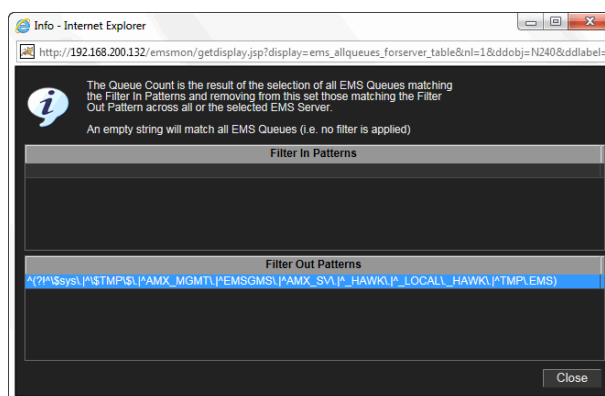 Info - Internet Explorer
http://192.168.200.132/emsmon/getdisplay.jsp?display=ems_allqueues_forserver_table&nl=1&ddobj=N240&ddlabel=
The Queue Count is the result of the selection of all EMS Queues matching
the Filter In Patterns and removing from this set those matching the Filter
Out Pattern across all or the selected EMS Server.
An empty string will match all EMS Queues (i.e. no filter is applied)
Filter In Patterns
Filter Out Patterns
^(?!^\$sys\.|^\$TMP\$\.|^AMX_MGMT\.|^EMSGMS\.|^AMX_SV\.|^_HAWK\.|^_LOCAL\._HAWK\.|^TMP\.EMS)
Close